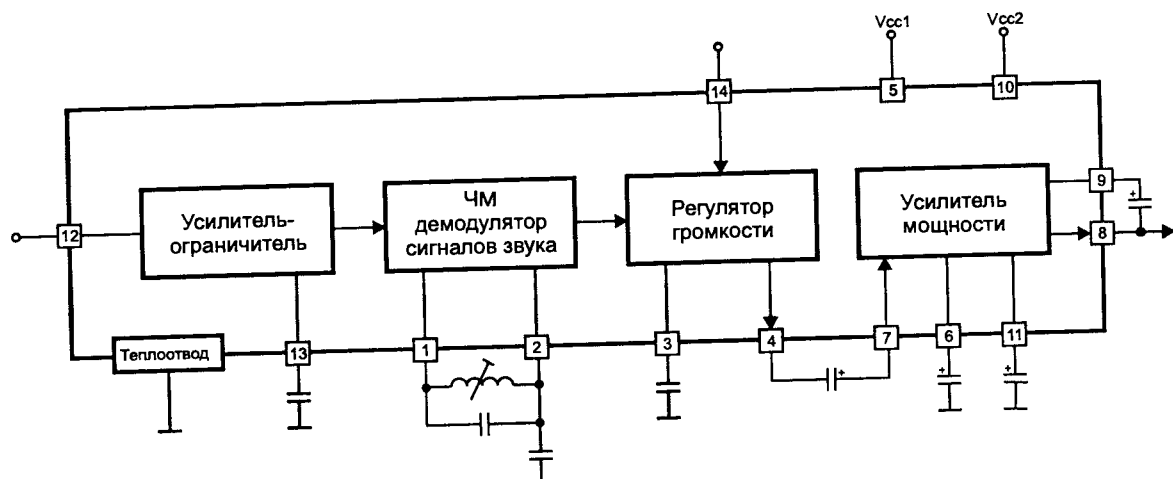 Vcc1
Vcc2
14
5
10
12
Усилитель-
ограничитель
ЧМ
демодулятор
сигналов звука
Регулятор
громкости
Усилитель
мощности
9
8
Теплоотвод
13
1
2
3
4
7
6
11
+
+
+
+